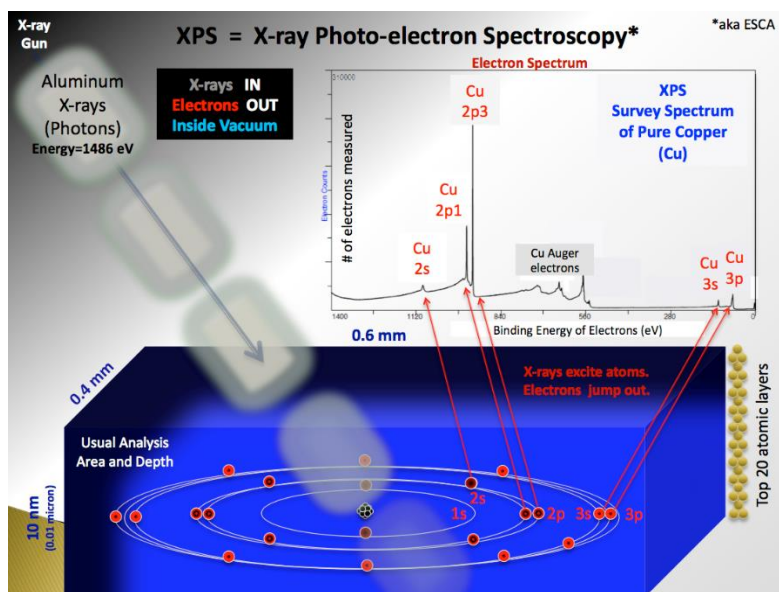 X-ray
Gun
XPS = X-ray Photo-electron Spectroscopy*
*aka ESCA
Aluminum
X-rays
(Photons)
Energy=1486 eV
X-rays IN
Electrons OUT
Inside Vacuum
Electron Spectrum
Cu
2p3
XPS
Survey Spectrum
of Pure Copper
(Cu)
# of electrons measured
Electron Counts
Cu
2p1
Cu
2s
Cu Auger
electrons
Cu
3s
Cu
3p
1400
1120
840
560
280
0
Binding Energy of Electrons (eV)
0.6 mm
0.4 mm
X-rays excite atoms.
Electrons jump out.
Usual Analysis
Area and Depth
10 nm
(0.01 micron)
Top 20 atomic layers
2s
1s
2p
3s
3p